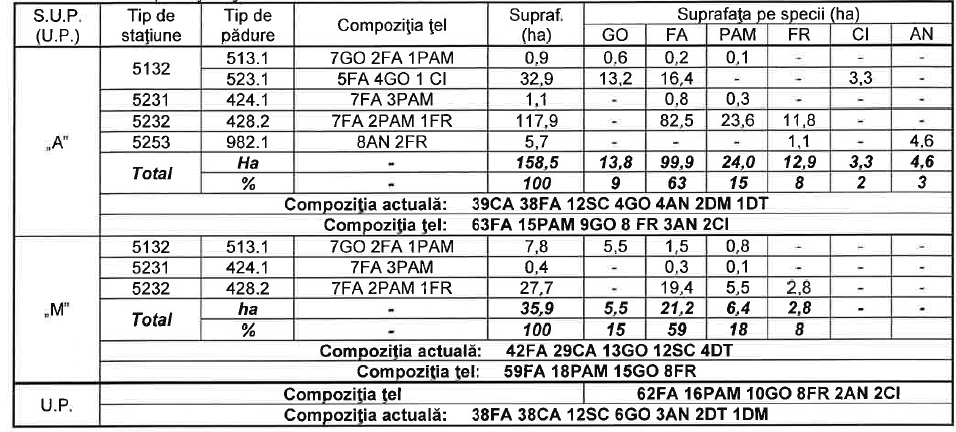 S.U.P. (U.P.) | Tip de stațiune | Tip de pădure | Compoziția țel | Supraf. (ha) | Suprafața pe specii (ha)
GO | FA | PAM | FR | CI | AN
„A” | 5132 | 513.1 | 7GO 2FA 1PAM | 0,9 | 0,6 | 0,2 | 0,1 | - | - | -
523.1 | 5FA 4GO 1 CI | 32,9 | 13,2 | 16,4 | - | - | 3,3 | -
5231 | 424.1 | 7FA 3PAM | 1,1 | - | 0,8 | 0,3 | - | - | -
5232 | 428.2 | 7FA 2PAM 1FR | 117,9 | - | 82,5 | 23,6 | 11,8 | - | -
5253 | 982.1 | 8AN 2FR | 5,7 | - | - | - | 1,1 | - | 4,6
Total | Ha | - | 158,5 | 13,8 | 99,9 | 24,0 | 12,9 | 3,3 | 4,6
% | - | 100 | 9 | 63 | 15 | 8 | 2 | 3
Compoziția actuală: 39CA 38FA 12SC 4GO 4AN 2DM 1DT
Compoziția țel: 63FA 15PAM 9GO 8 FR 3AN 2CI
„M” | 5132 | 513.1 | 7GO 2FA 1PAM | 7,8 | 5,5 | 1,5 | 0,8 | - | - | -
5231 | 424.1 | 7FA 3PAM | 0,4 | - | 0,3 | 0,1 | - | - | -
5232 | 428.2 | 7FA 2PAM 1FR | 27,7 | - | 19,4 | 5,5 | 2,8 | - | -
Total | ha | - | 35,9 | 5,5 | 21,2 | 6,4 | 2,8 | - | -
% | - | 100 | 15 | 59 | 18 | 8
Compoziția actuală: 42FA 29CA 13GO 12SC 4DT
Compoziția țel: 59FA 18PAM 15GO 8FR
U.P. | Compoziția țel | 62FA 16PAM 10GO 8FR 2AN 2CI
Compoziția actuală: 38FA 38CA 12SC 6GO 3AN 2DT 1DM